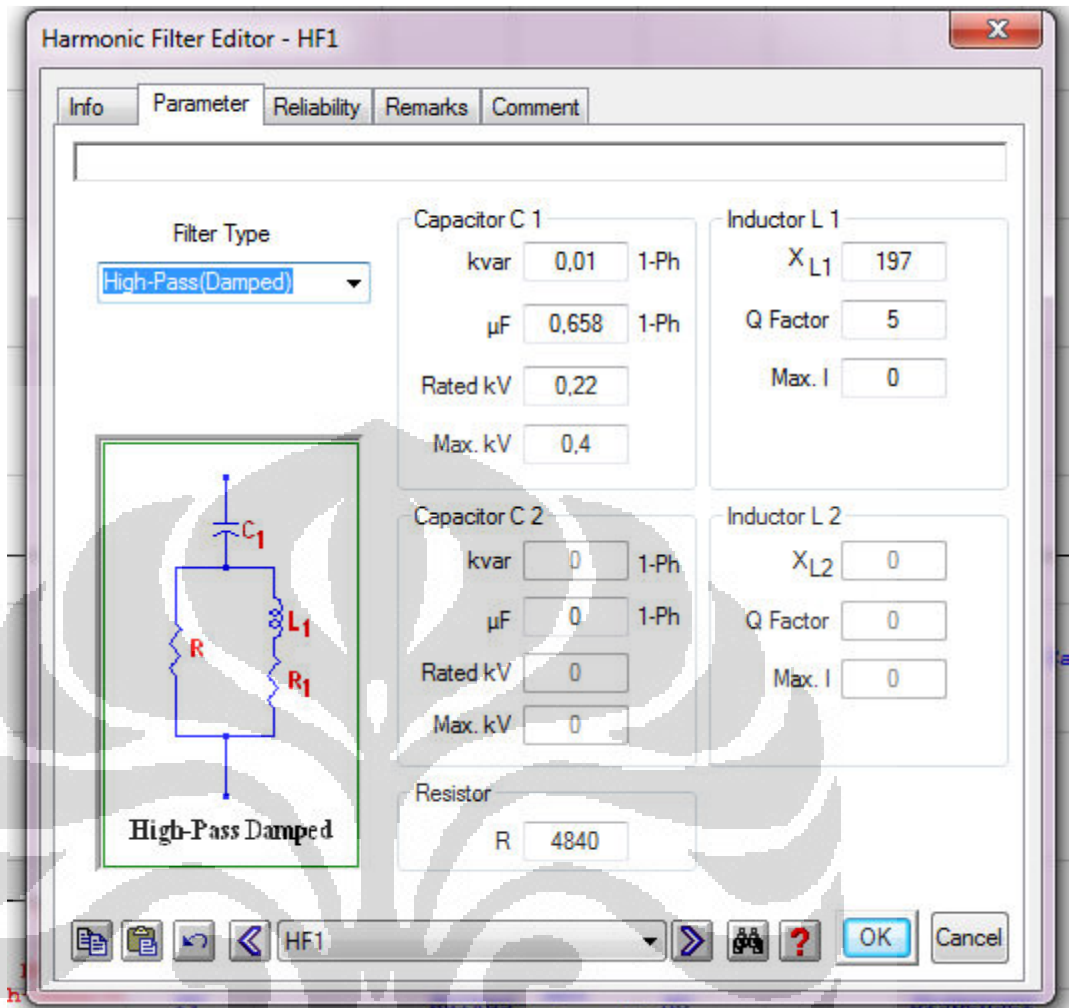 Harmonic Filter Editor - HF1
Info Parameter Reliability Remarks Comment
Filter Type
High-Pass(Damped)
Capacitor C 1
kvar 0,01 1-Ph
µF 0,658 1-Ph
Rated kV 0,22
Max. kV 0,4
Inductor L 1
XL1 197
Q Factor 5
Max. I 0
Capacitor C 2
kvar 0 1-Ph
µF 0 1-Ph
Rated kV 0
Max. kV 0
Inductor L 2
XL2 0
Q Factor 0
Max. I 0
C1
R
L1
R1
High-Pass Damped
Resistor
R 4840
HF1
?
OK
Cancel